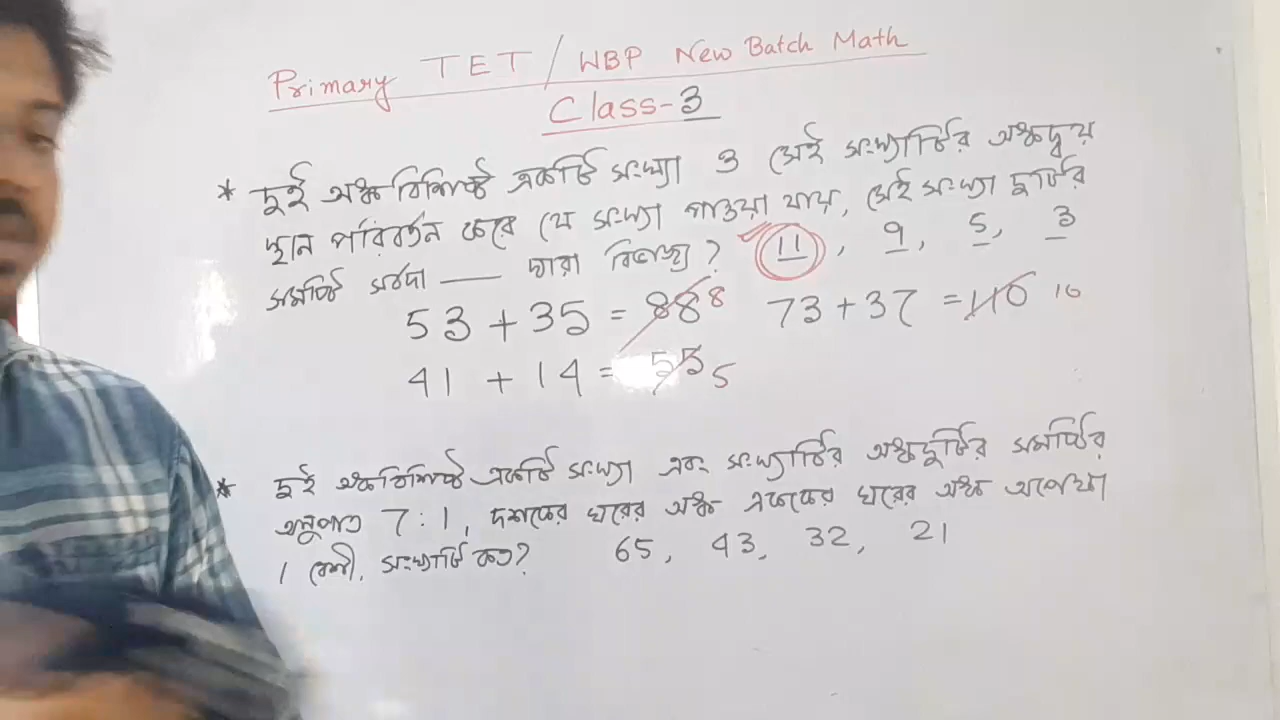 Primary TET / WBP New Batch Math
Class-3
* দুই অঙ্ক বিশিষ্ট একটি সংখ্যা ও সেই সংখ্যাটির অঙ্কদ্বয়
স্থান পরিবর্তন করে যে সংখ্যা পাওয়া যায়, সেই সংখ্যা দুটির
সমষ্টি সর্বদা —— দ্বারা বিভাজ্য? 11, 9, 5, 3
53 + 35 = 88 8 73 + 37 = 110 10
41 + 14 = 55 5
* দুই অঙ্কবিশিষ্ট একটি সংখ্যা এবং সংখ্যাটির অঙ্কদুটির সমষ্টির
অনুপাত 7 : 1, দশকের ঘরের অঙ্ক এককের ঘরের অঙ্ক অপেক্ষা
1 বেশী, সংখ্যাটি কত? 65, 43, 32, 21